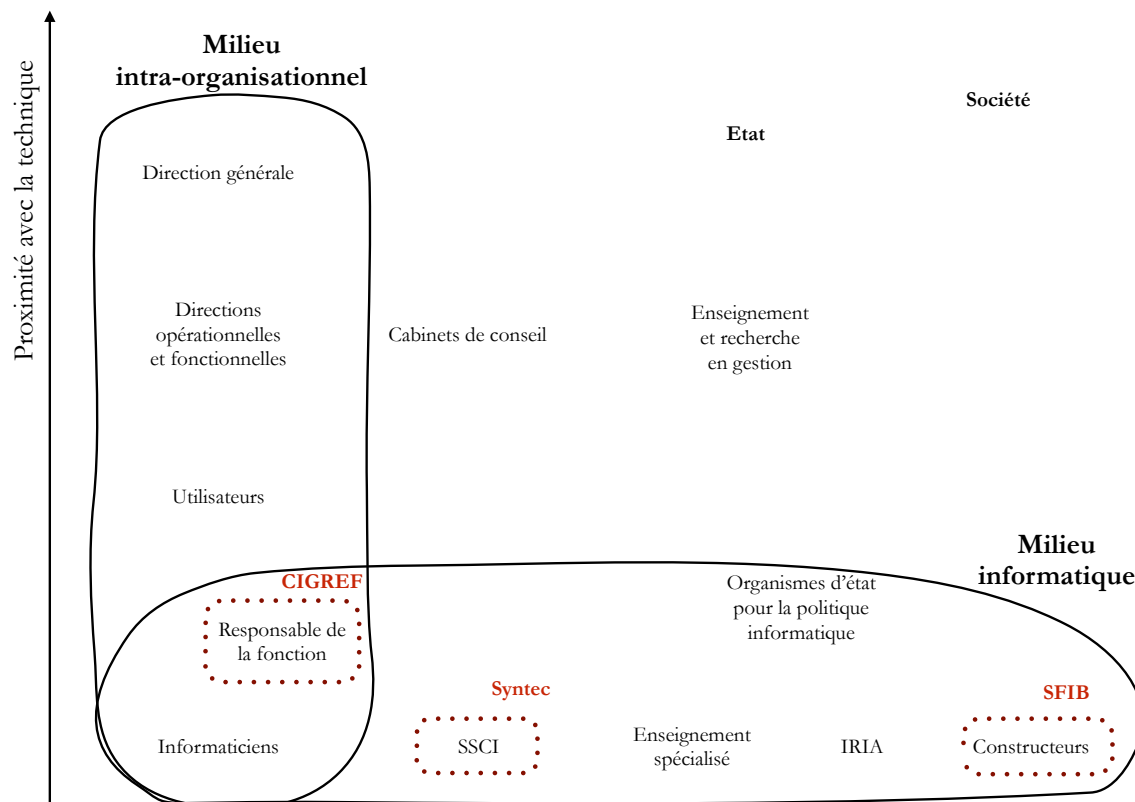 Milieu
intra-organisationnel
Société
Etat
Proximité avec la technique
Direction générale
Directions
opérationnelles
et fonctionnelles
Cabinets de conseil
Enseignement
et recherche
en gestion
Utilisateurs
Milieu
informatique
CIGREF
Organismes d'état
pour la politique
informatique
Responsable de
la fonction
Syntec
SFIB
Informaticiens
SSCI
Enseignement
spécialisé
IRIA
Constructeurs